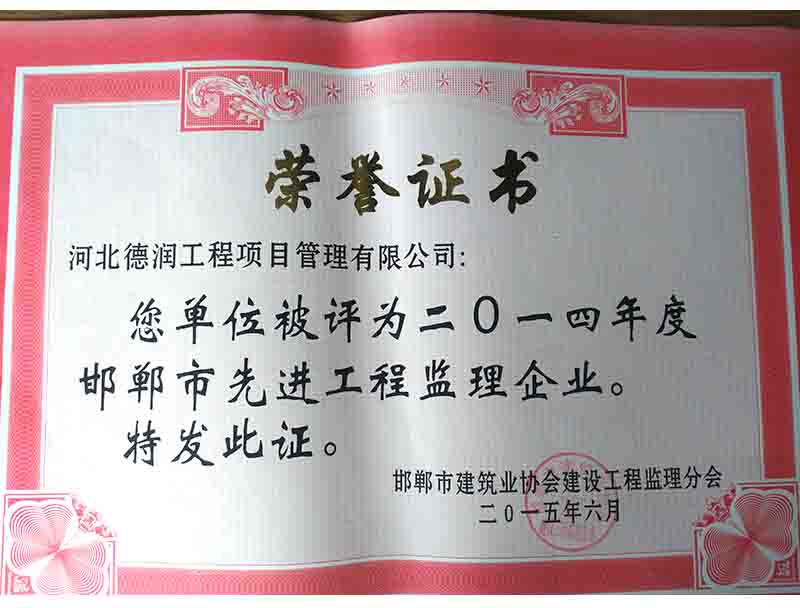 荣誉证书
河北德润工程项目管理有限公司:
您单位被评为二〇一四年度
邯郸市先进工程监理企业。
特发此证。
邯郸市建筑业协会建设工程监理分会
二〇一五年六月